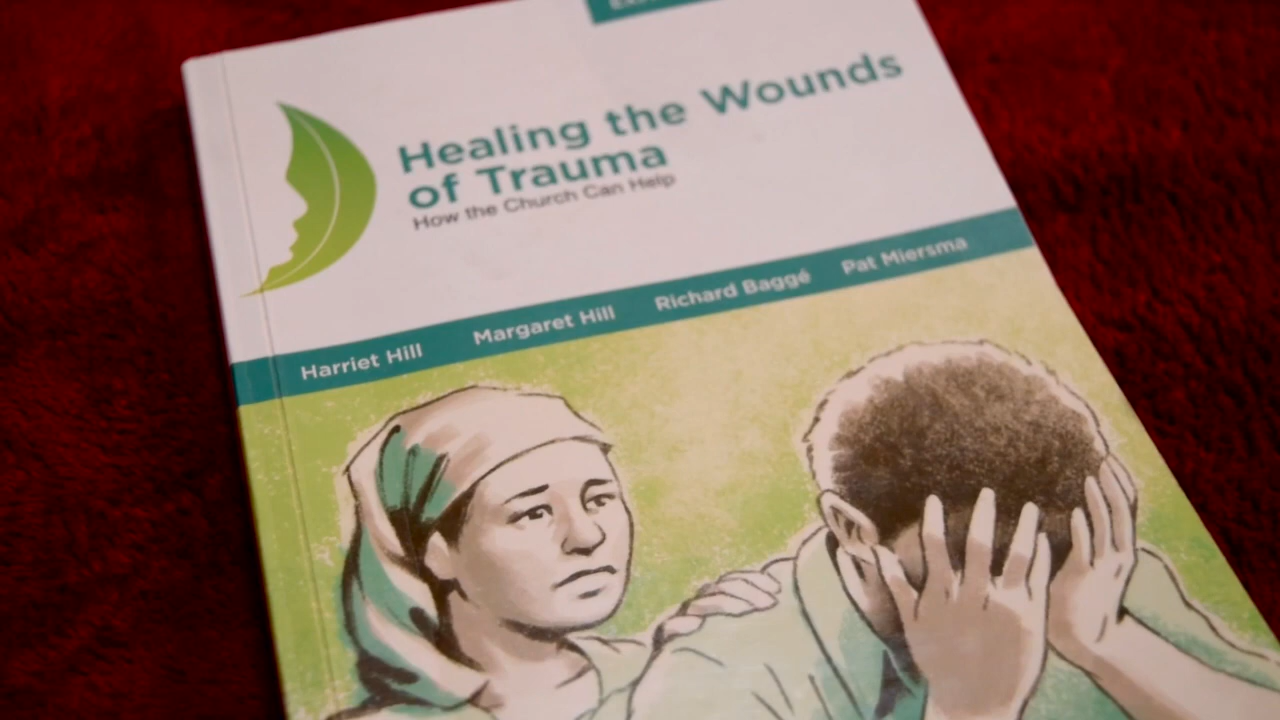 Healing the Wounds
of Trauma
How the Church Can Help
Harriet Hill Margaret Hill Richard Baggé Pat Miersma